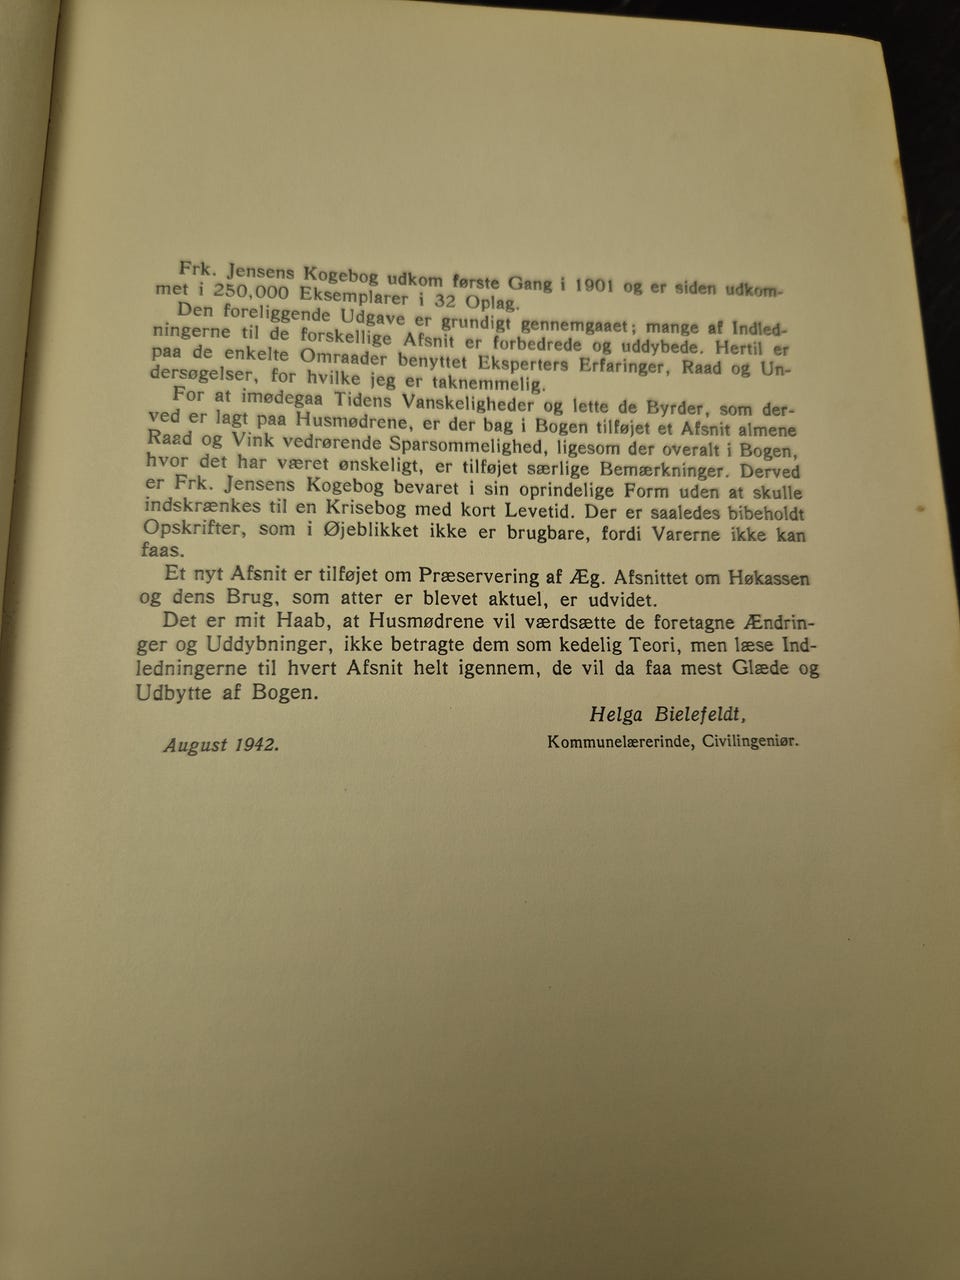 Frk. Jensens Kogebog udkom første Gang i 1901 og er siden udkom-
met i 250,000 Eksemplarer i 32 Oplag.
Den foreliggende Udgave er grundigt gennemgaaet; mange af Indled-
ningerne til de forskellige Afsnit er forbedrede og uddybede. Hertil er
paa de enkelte Omraader benyttet Eksperters Erfaringer, Raad og Un-
dersøgelser, for hvilke jeg er taknemmelig.
For at imødegaa Tidens Vanskeligheder og lette de Byrder, som der-
ved er lagt paa Husmødrene, er der bag i Bogen tilføjet et Afsnit almene
Raad og Vink vedrørende Sparsommelighed, ligesom der overalt i Bogen,
hvor det har været ønskeligt, er tilføjet særlige Bemærkninger. Derved
er Frk. Jensens Kogebog bevaret i sin oprindelige Form uden at skulle
indskrænkes til en Krisebog med kort Levetid. Der er saaledes bibeholdt
Opskrifter, som i Øjeblikket ikke er brugbare, fordi Varerne ikke kan
faas.
Et nyt Afsnit er tilføjet om Præservering af Æg. Afsnittet om Høkassen
og dens Brug, som atter er blevet aktuel, er udvidet.
Det er mit Haab, at Husmødrene vil værdsætte de foretagne Ændrin-
ger og Uddybninger, ikke betragte dem som kedelig Teori, men læse Ind-
ledningerne til hvert Afsnit helt igennem, de vil da faa mest Glæde og
Udbytte af Bogen.
Helga Bielefeldt,
August 1942. Kommunelærerinde, Civilingeniør.